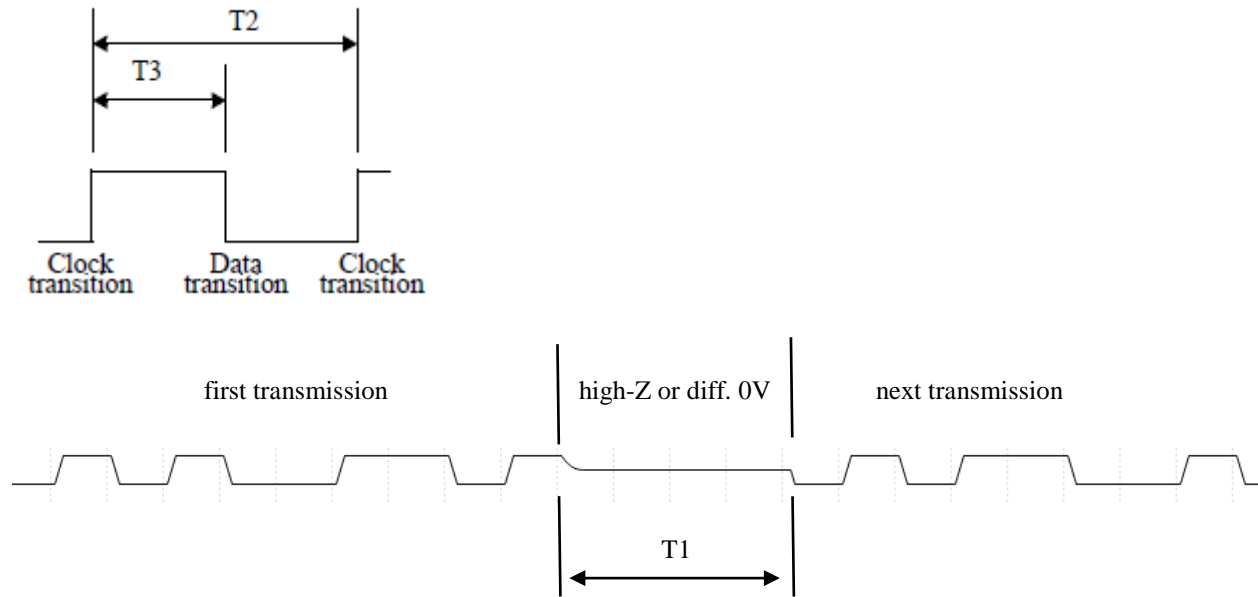 T2
T3
Clock transition
Data transition
Clock transition
first transmission
high-Z or diff. 0V
next transmission
T1